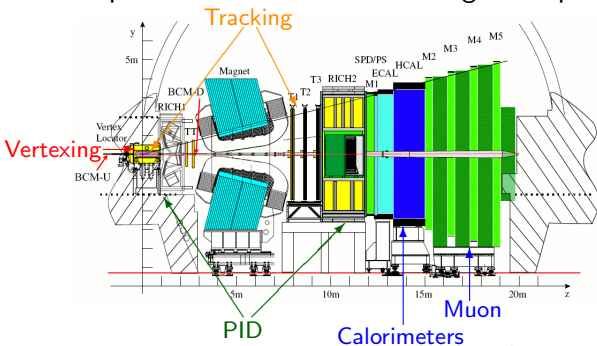 Tracking
y
M5
M4
M3
M2
HCAL
SPD/PS
ECAL
M1
5m
Magnet
T3
RICH2
T2
T1
BCM-D
RICH1
TT
Vertex
Locator
Vertexing
BCM-U
5m
10m
15m
20m
z
PID
Muon
Calorimeters